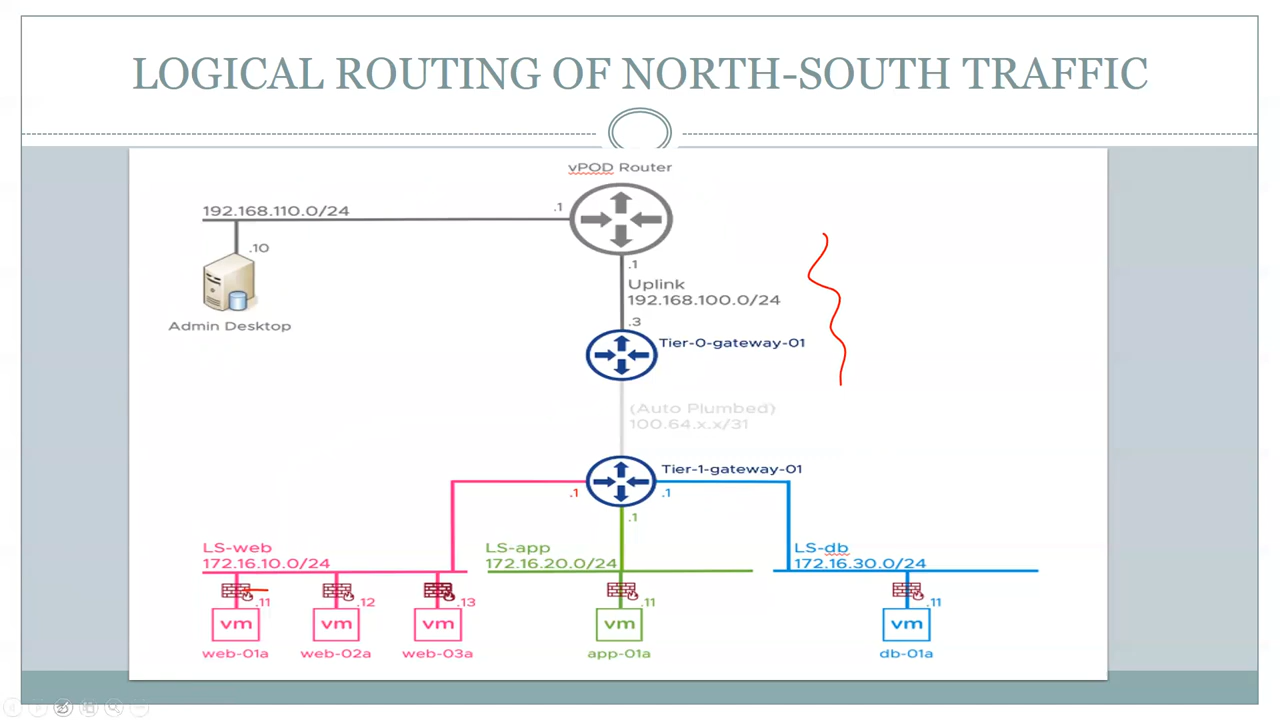 LOGICAL ROUTING OF NORTH-SOUTH TRAFFIC
vPOD Router
192.168.110.0/24
.1
.10
.1
Uplink
192.168.100.0/24
.3
Admin Desktop
Tier-0-gateway-01
(Auto Plumbed)
100.64.x.x/31
Tier-1-gateway-01
.1
.1
.1
LS-web
172.16.10.0/24
LS-app
172.16.20.0/24
LS-db
172.16.30.0/24
.11
.12
.13
.11
.11
vm
vm
vm
vm
vm
web-01a
web-02a
web-03a
app-01a
db-01a